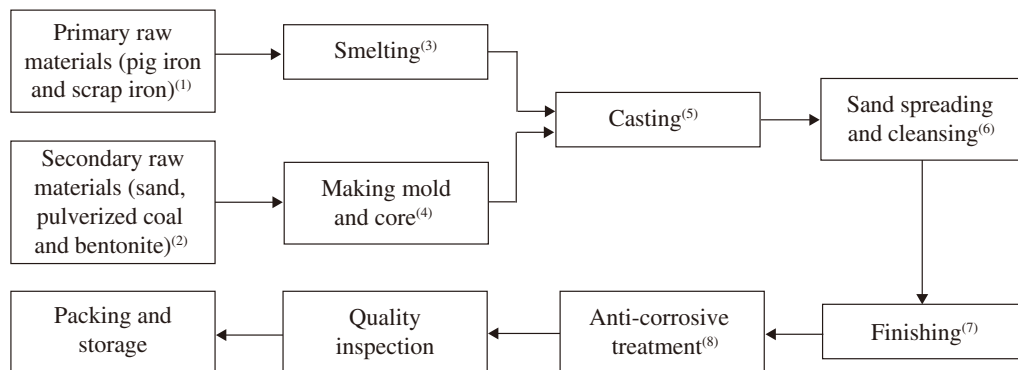 Primary raw
materials (pig iron
and scrap iron)(1)
Smelting(3)
Casting(5)
Sand spreading
and cleansing(6)
Secondary raw
materials (sand,
pulverized coal
and bentonite)(2)
Making mold
and core(4)
Packing and
storage
Quality
inspection
Anti-corrosive
treatment(8)
Finishing(7)